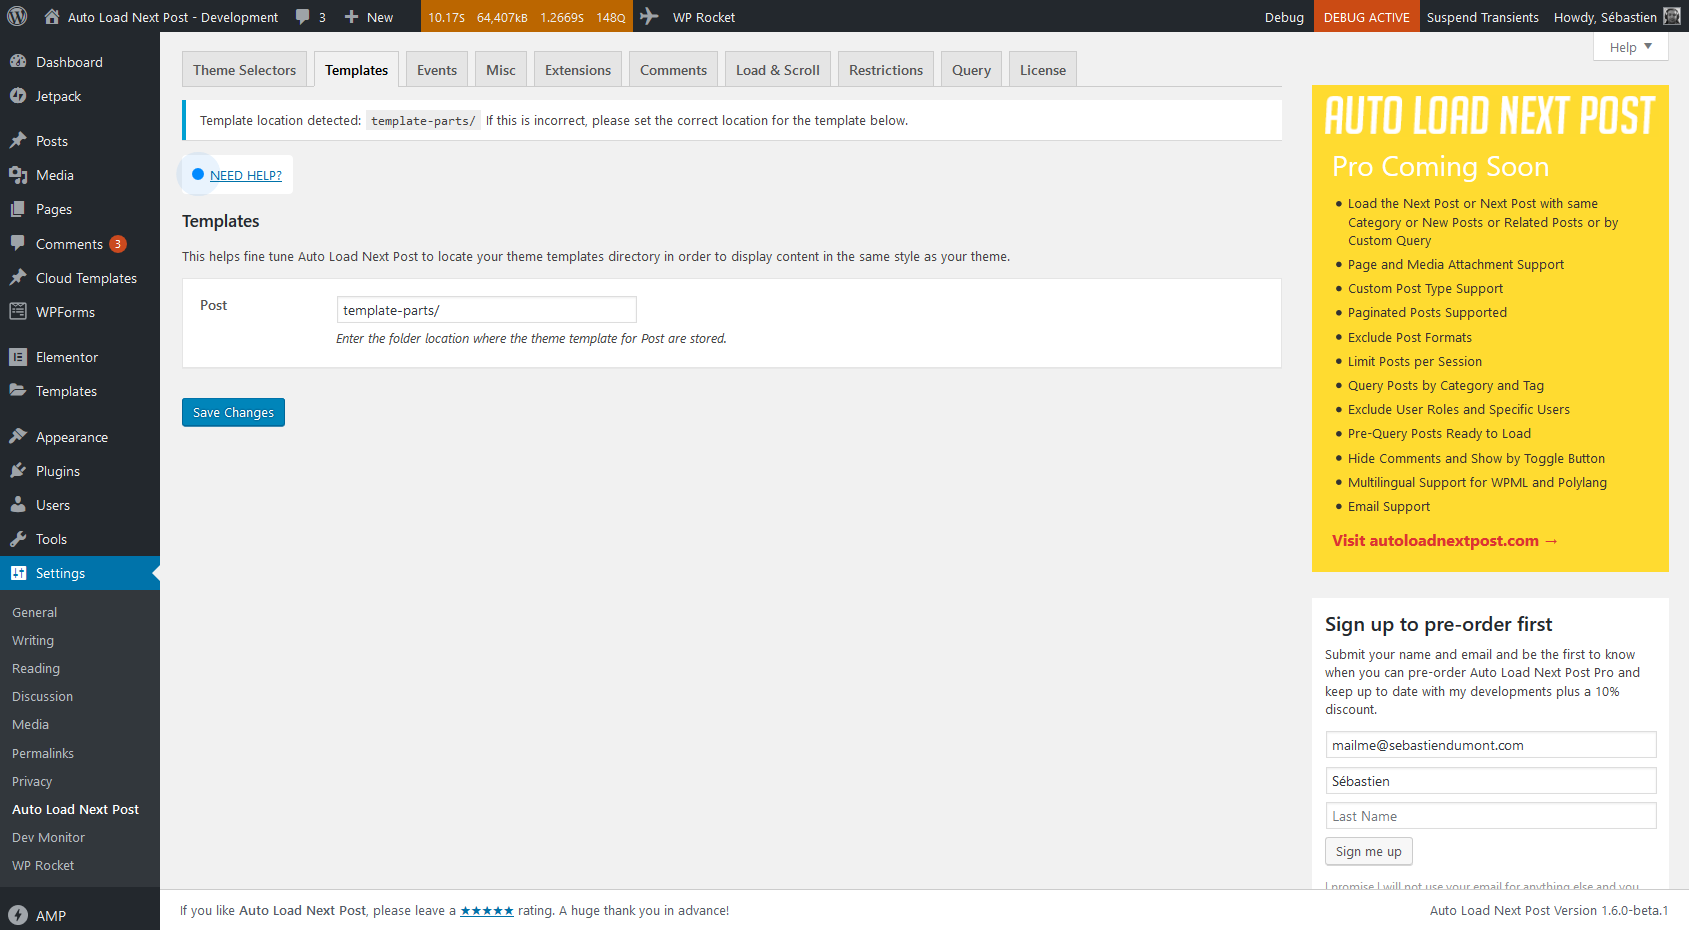 Auto Load Next Post - Development 3 New 10.17s 64,407kB 1.2669s 148Q WP Rocket Debug DEBUG ACTIVE Suspend Transients Howdy, Sébastien
Help
Dashboard
Jetpack
Posts
Media
Pages
Comments 3
Cloud Templates
WPForms
Elementor
Templates
Appearance
Plugins
Users
Tools
Settings
General
Writing
Reading
Discussion
Media
Permalinks
Privacy
Auto Load Next Post
Dev Monitor
WP Rocket
AMP
Theme Selectors Templates Events Misc Extensions Comments Load & Scroll Restrictions Query License
Template location detected: template-parts/ If this is incorrect, please set the correct location for the template below.
NEED HELP?
Templates
This helps fine tune Auto Load Next Post to locate your theme templates directory in order to display content in the same style as your theme.
Post template-parts/
Enter the folder location where the theme template for Post are stored.
Save Changes
AUTO LOAD NEXT POST
Pro Coming Soon
Load the Next Post or Next Post with same
Category or New Posts or Related Posts or by
Custom Query
Page and Media Attachment Support
Custom Post Type Support
Paginated Posts Supported
Exclude Post Formats
Limit Posts per Session
Query Posts by Category and Tag
Exclude User Roles and Specific Users
Pre-Query Posts Ready to Load
Hide Comments and Show by Toggle Button
Multilingual Support for WPML and Polylang
Email Support
Visit autoloadnextpost.com →
Sign up to pre-order first
Submit your name and email and be the first to know
when you can pre-order Auto Load Next Post Pro and
keep up to date with my developments plus a 10%
discount.
mailme@sebastiendumont.com
Sébastien
Last Name
Sign me up
I promise I will not use your email for anything else and you
If you like Auto Load Next Post, please leave a ★★★★★ rating. A huge thank you in advance!
Auto Load Next Post Version 1.6.0-beta.1